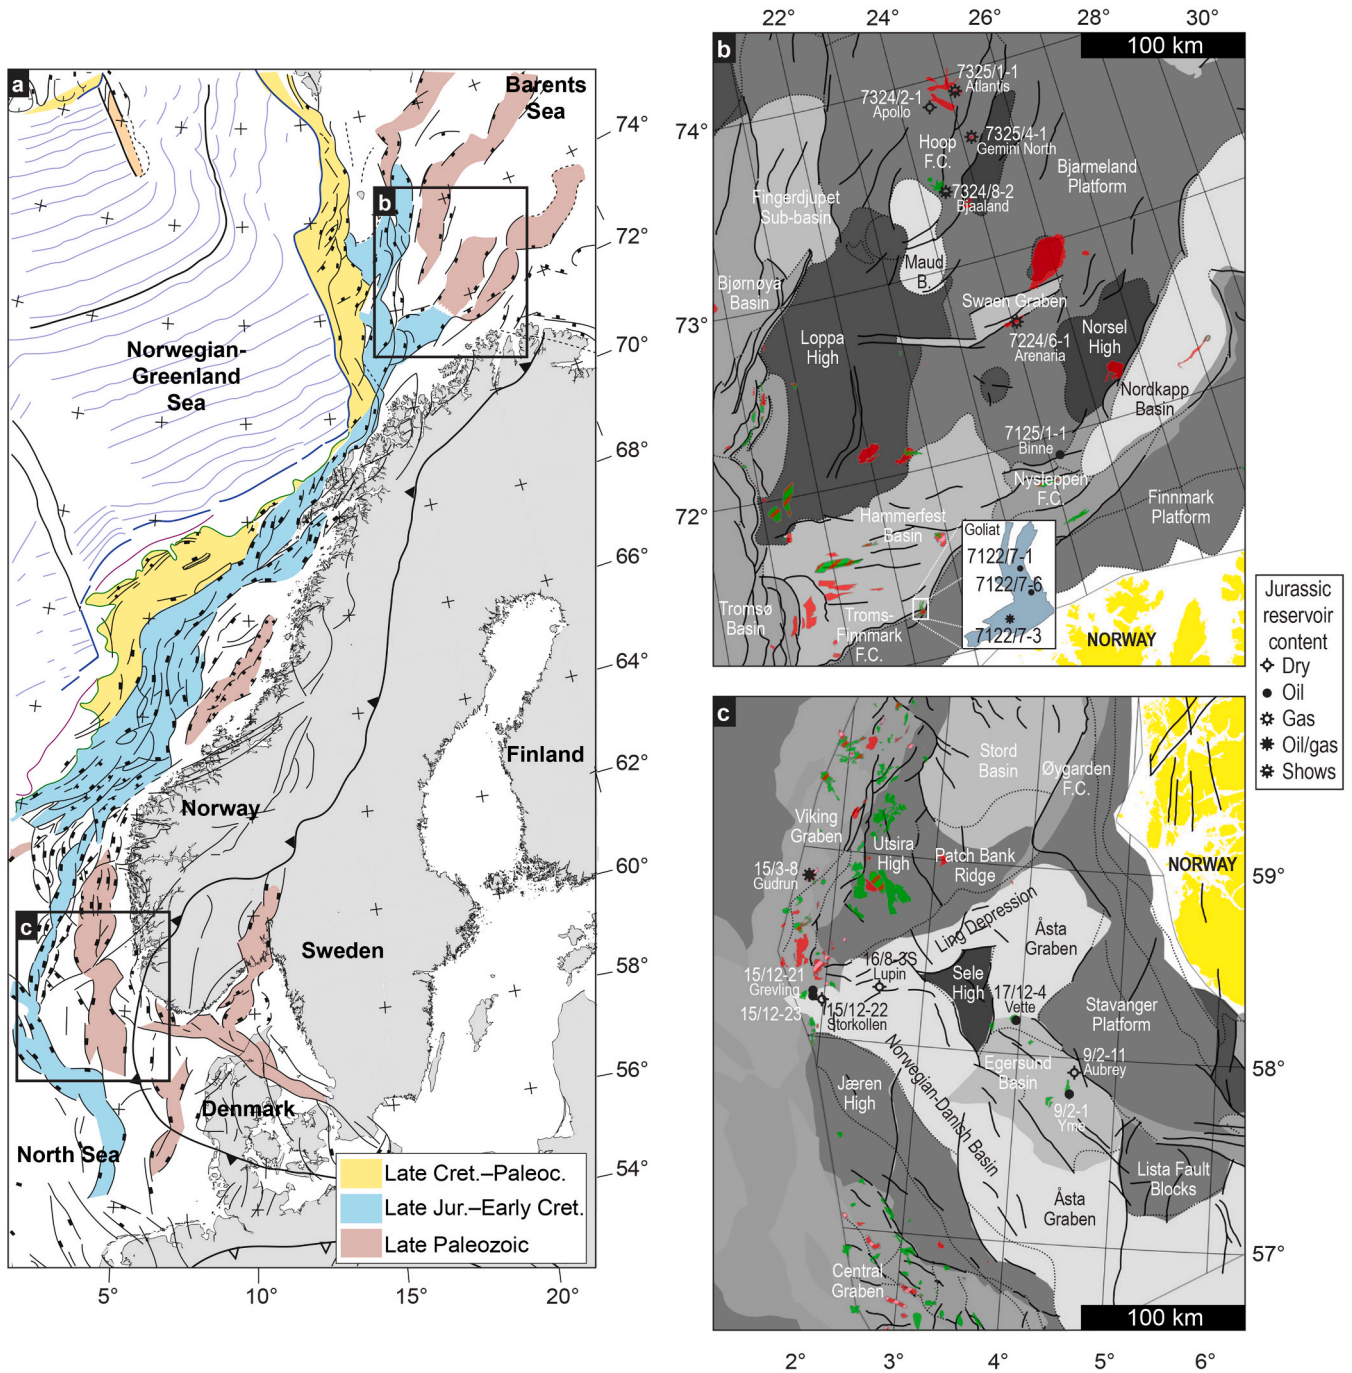 a
Barents
Sea
74°
72°
70°
68°
66°
64°
62°
60°
58°
56°
54°
b
Norwegian-
Greenland
Sea
Finland
Norway
Sweden
c
Denmark
North Sea
Late Cret.–Paleoc.
Late Jur.–Early Cret.
Late Paleozoic
5°
10°
15°
20°
22°
24°
26°
28°
30°
b
100 km
74°
73°
72°
7325/1-1
Atlantis
7324/2-1
Apollo
7325/4-1
Gemini North
Hoop
F.C.
Bjarmeland
Platform
7324/8-2
Bjaaland
Fingerdjupet
Sub-basin
Maud
B.
Bjørnøya
Basin
Swaen Graben
Loppa
High
7224/6-1
Arenaria
Norsel
High
Nordkapp
Basin
7125/1-1
Binne
Nysleppen
F.C.
Finnmark
Platform
Hammerfest
Basin
Goliat
7122/7-1
7122/7-6
7122/7-3
Tromsø
Basin
Troms-
Finnmark
F.C.
NORWAY
Jurassic
reservoir
content
Dry
Oil
Gas
Oil/gas
Shows
c
Stord
Basin
Øygarden
F.C.
Viking
Graben
Utsira
High
Patch Bank
Ridge
NORWAY
15/3-8
Gudrun
59°
Ling Depression
Åsta
Graben
16/8-3S
Lupin
15/12-21
Grevling
Sele
High
17/12-4
Vette
15/12-23
15/12-22
Storkollen
Stavanger
Platform
Norwegian-Danish Basin
Egersund
Basin
9/2-11
Aubrey
58°
Jæren
High
9/2-1
Yme
Lista Fault
Blocks
Åsta
Graben
57°
Central
Graben
100 km
2°
3°
4°
5°
6°